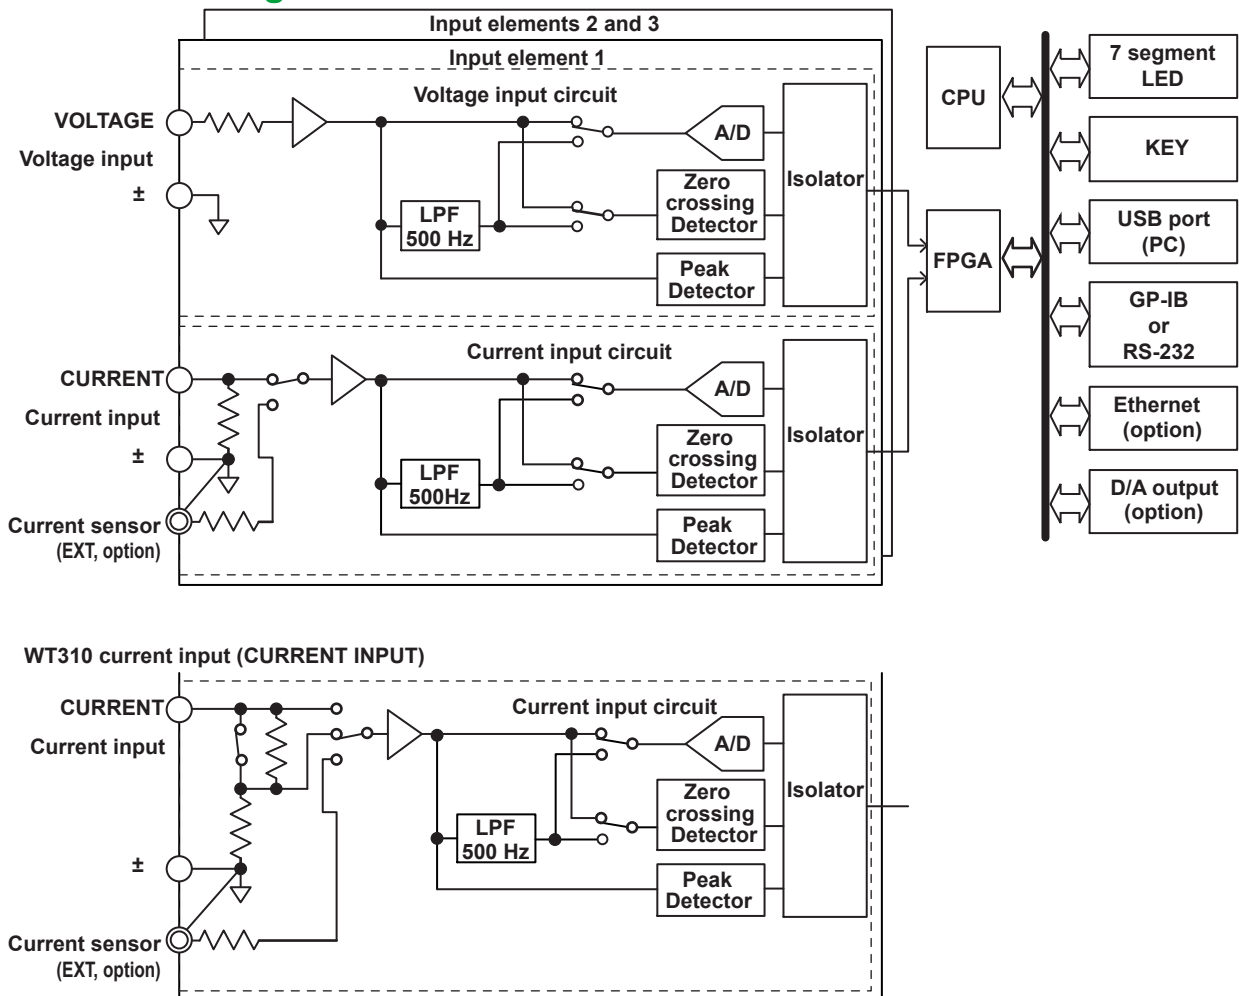 Input elements 2 and 3
Input element 1
Voltage input circuit
VOLTAGE
Voltage input
±
LPF
500 Hz
A/D
Zero
crossing
Detector
Peak
Detector
Isolator
CURRENT
Current input
±
Current sensor
(EXT, option)
Current input circuit
LPF
500Hz
A/D
Zero
crossing
Detector
Peak
Detector
Isolator
CPU
FPGA
7 segment
LED
KEY
USB port
(PC)
GP-IB
or
RS-232
Ethernet
(option)
D/A output
(option)
WT310 current input (CURRENT INPUT)
CURRENT
Current input
±
Current sensor
(EXT, option)
Current input circuit
LPF
500 Hz
A/D
Zero
crossing
Detector
Peak
Detector
Isolator